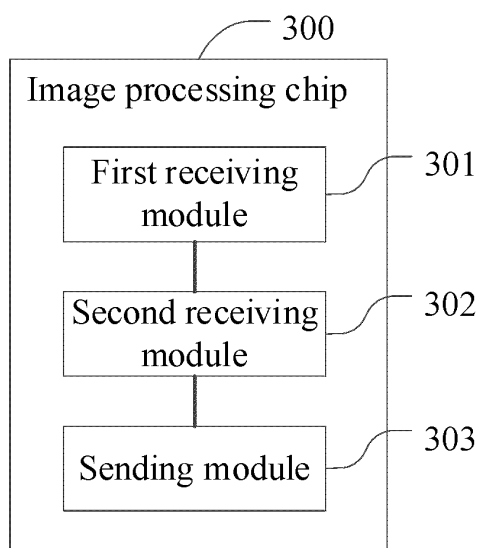 300
Image processing chip
First receiving
module
301
Second receiving
module
302
Sending module
303